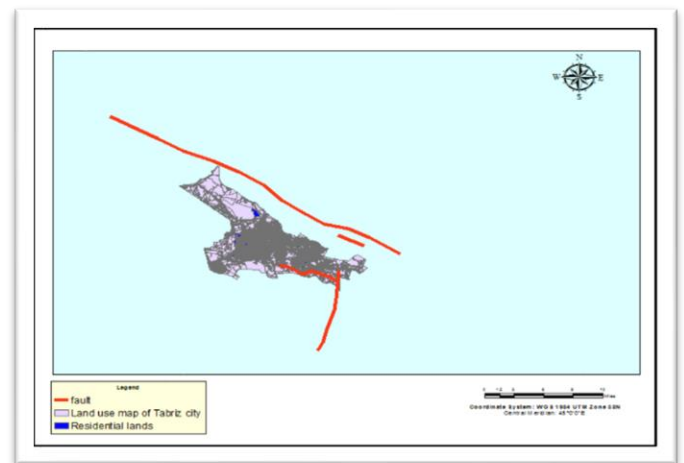 N
W E
S
Legend
fault
Land use map of Tabriz city
Residential lands
Coordinate System: WGS 1984 UTM Zone 38N
Central Meridian: 45°0'0"E